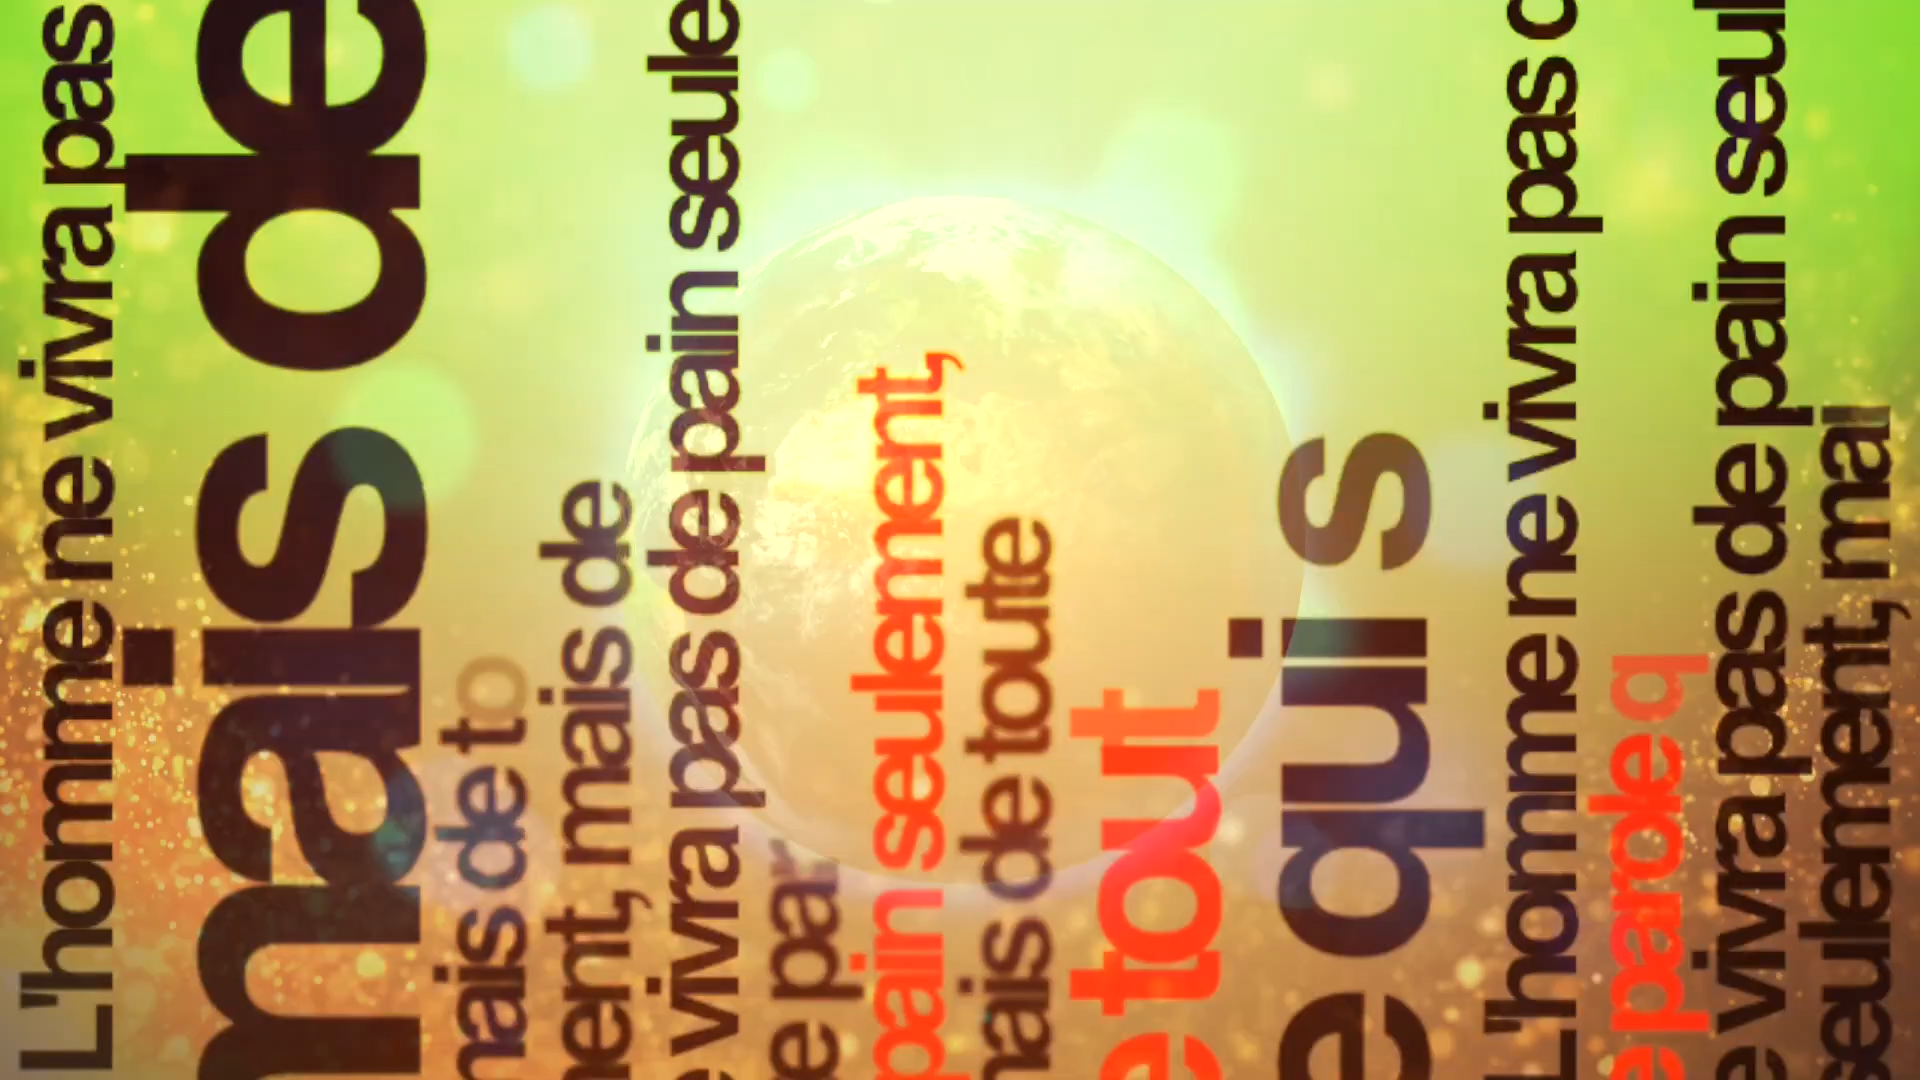 L'homme ne vivra pas
mais de
mais de to
ment, mais de
e vivra pas de pain seule
e par
pain seulement,
mais de toute
e tout
e qui s
L'homme ne vivra pas d
e parole q
e vivra pas de pain seul
seulement, mai